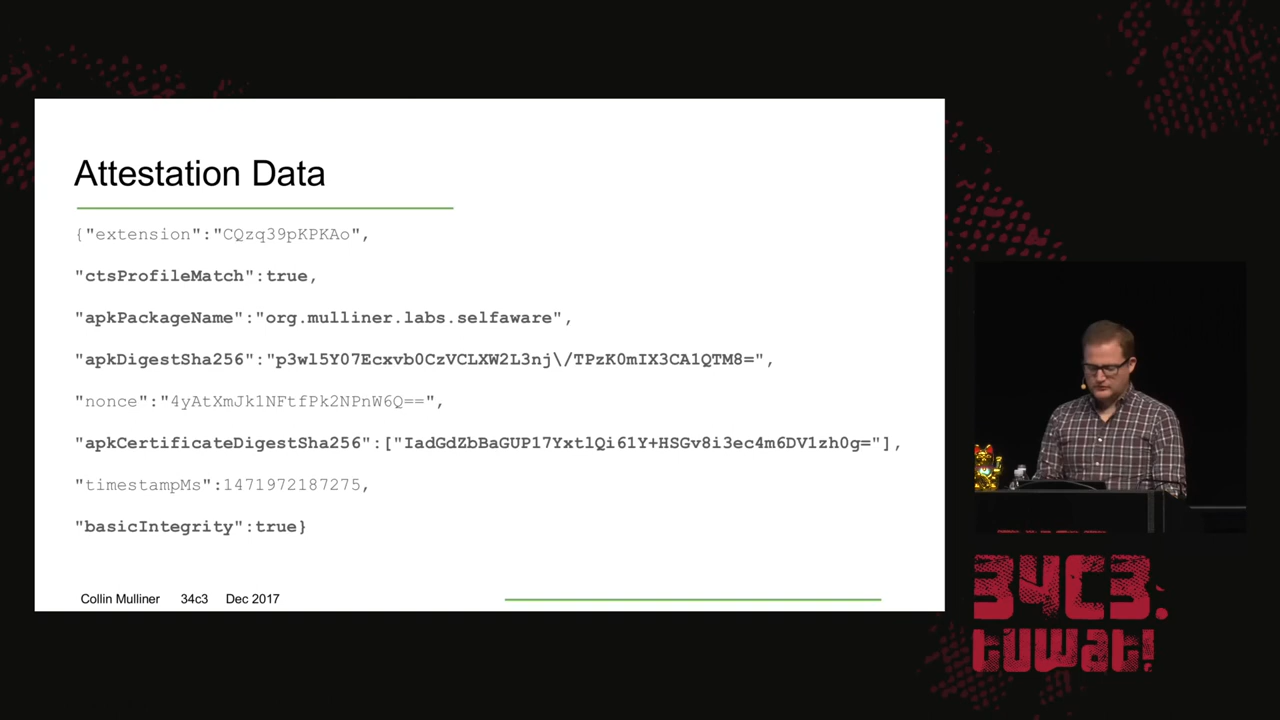 Attestation Data
{"extension":"CQzq39pKPKAo",
"ctsProfileMatch":true,
"apkPackageName":"org.mulliner.labs.selfaware",
"apkDigestSha256":"p3wl5Y07Ecxvb0CzVCLXW2L3nj\/TPzK0mIX3CA1QTM8=",
"nonce":"4yAtXmJk1NFtfPk2NPnW6Q==",
"apkCertificateDigestSha256":["IadGdZbBaGUP17YxtlQi61Y+HSGv8i3ec4m6DV1zh0g="],
"timestampMs":1471972187275,
"basicIntegrity":true}
Collin Mulliner 34c3 Dec 2017
34C3.
tuwat!